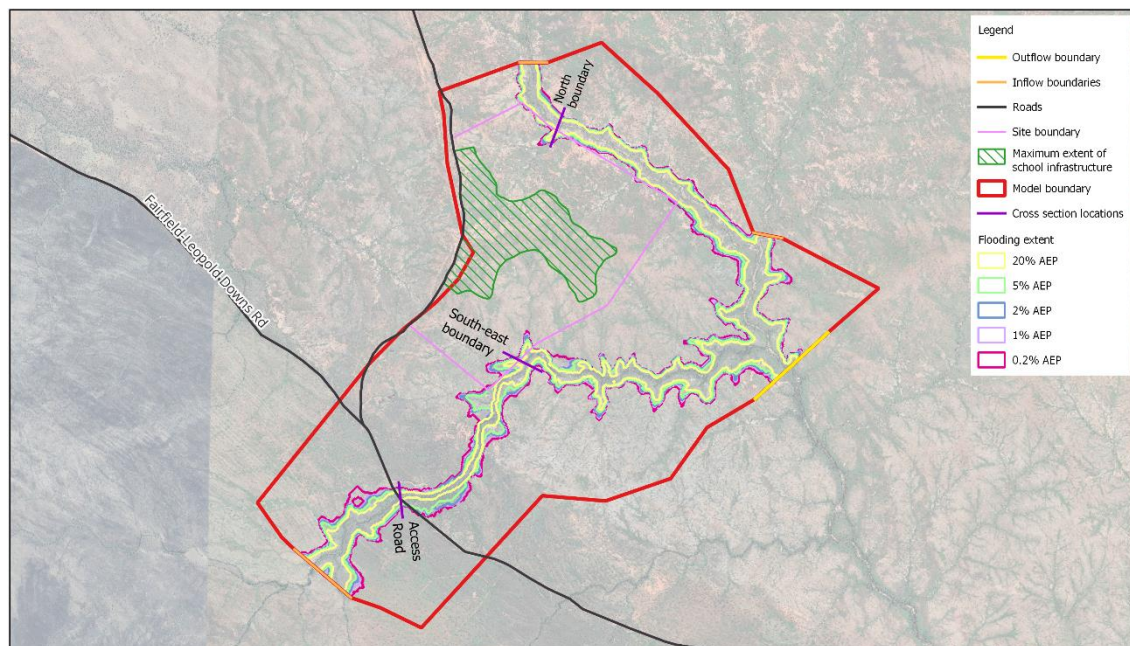 Legend
Outflow boundary
Inflow boundaries
Roads
Site boundary
Maximum extent of
school infrastructure
Model boundary
Cross section locations
Flooding extent
20% AEP
5% AEP
2% AEP
1% AEP
0.2% AEP
North
boundary
Fairfield-Leopold Downs Rd
South-east
boundary
Access
Road